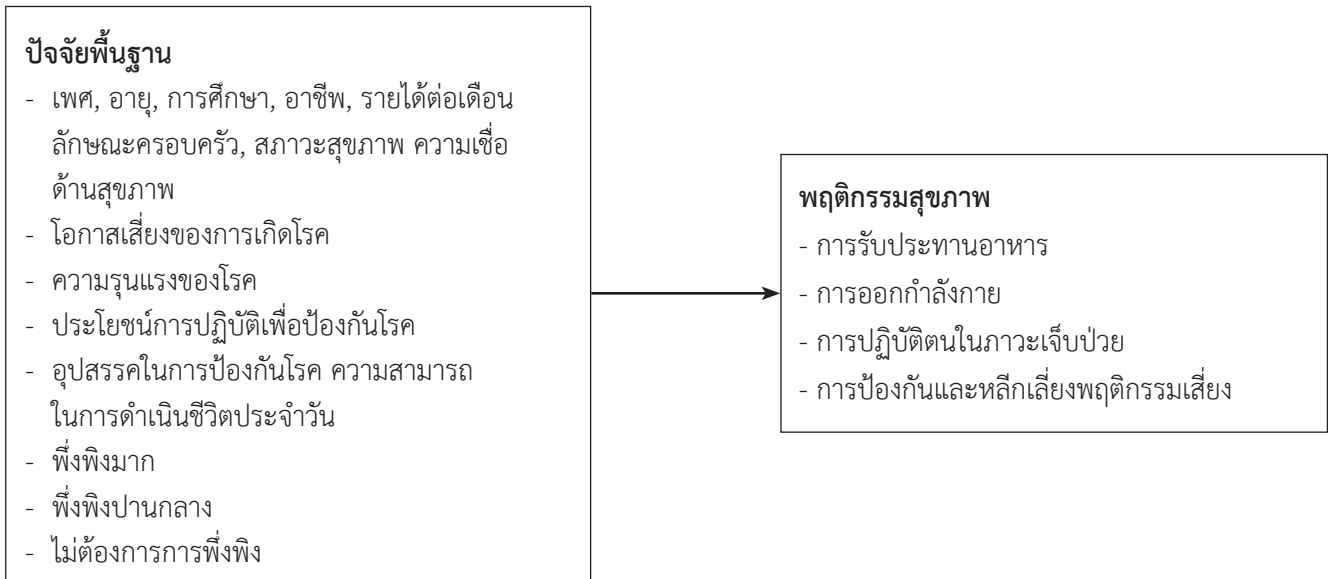 ปัจจัยพื้นฐาน
- เพศ, อายุ, การศึกษา, อาชีพ, รายได้ต่อเดือน
ลักษณะครอบครัว, สภาวะสุขภาพ ความเชื่อ
ด้านสุขภาพ
- โอกาสเสี่ยงของการเกิดโรค
- ความรุนแรงของโรค
- ประโยชน์การปฏิบัติเพื่อป้องกันโรค
- อุปสรรคในการป้องกันโรค ความสามารถ
ในการดำเนินชีวิตประจำวัน
- พึ่งพิงมาก
- พึ่งพิงปานกลาง
- ไม่ต้องการการพึ่งพิง
พฤติกรรมสุขภาพ
- การรับประทานอาหาร
- การออกกำลังกาย
- การปฏิบัติตนในภาวะเจ็บป่วย
- การป้องกันและหลีกเลี่ยงพฤติกรรมเสี่ยง